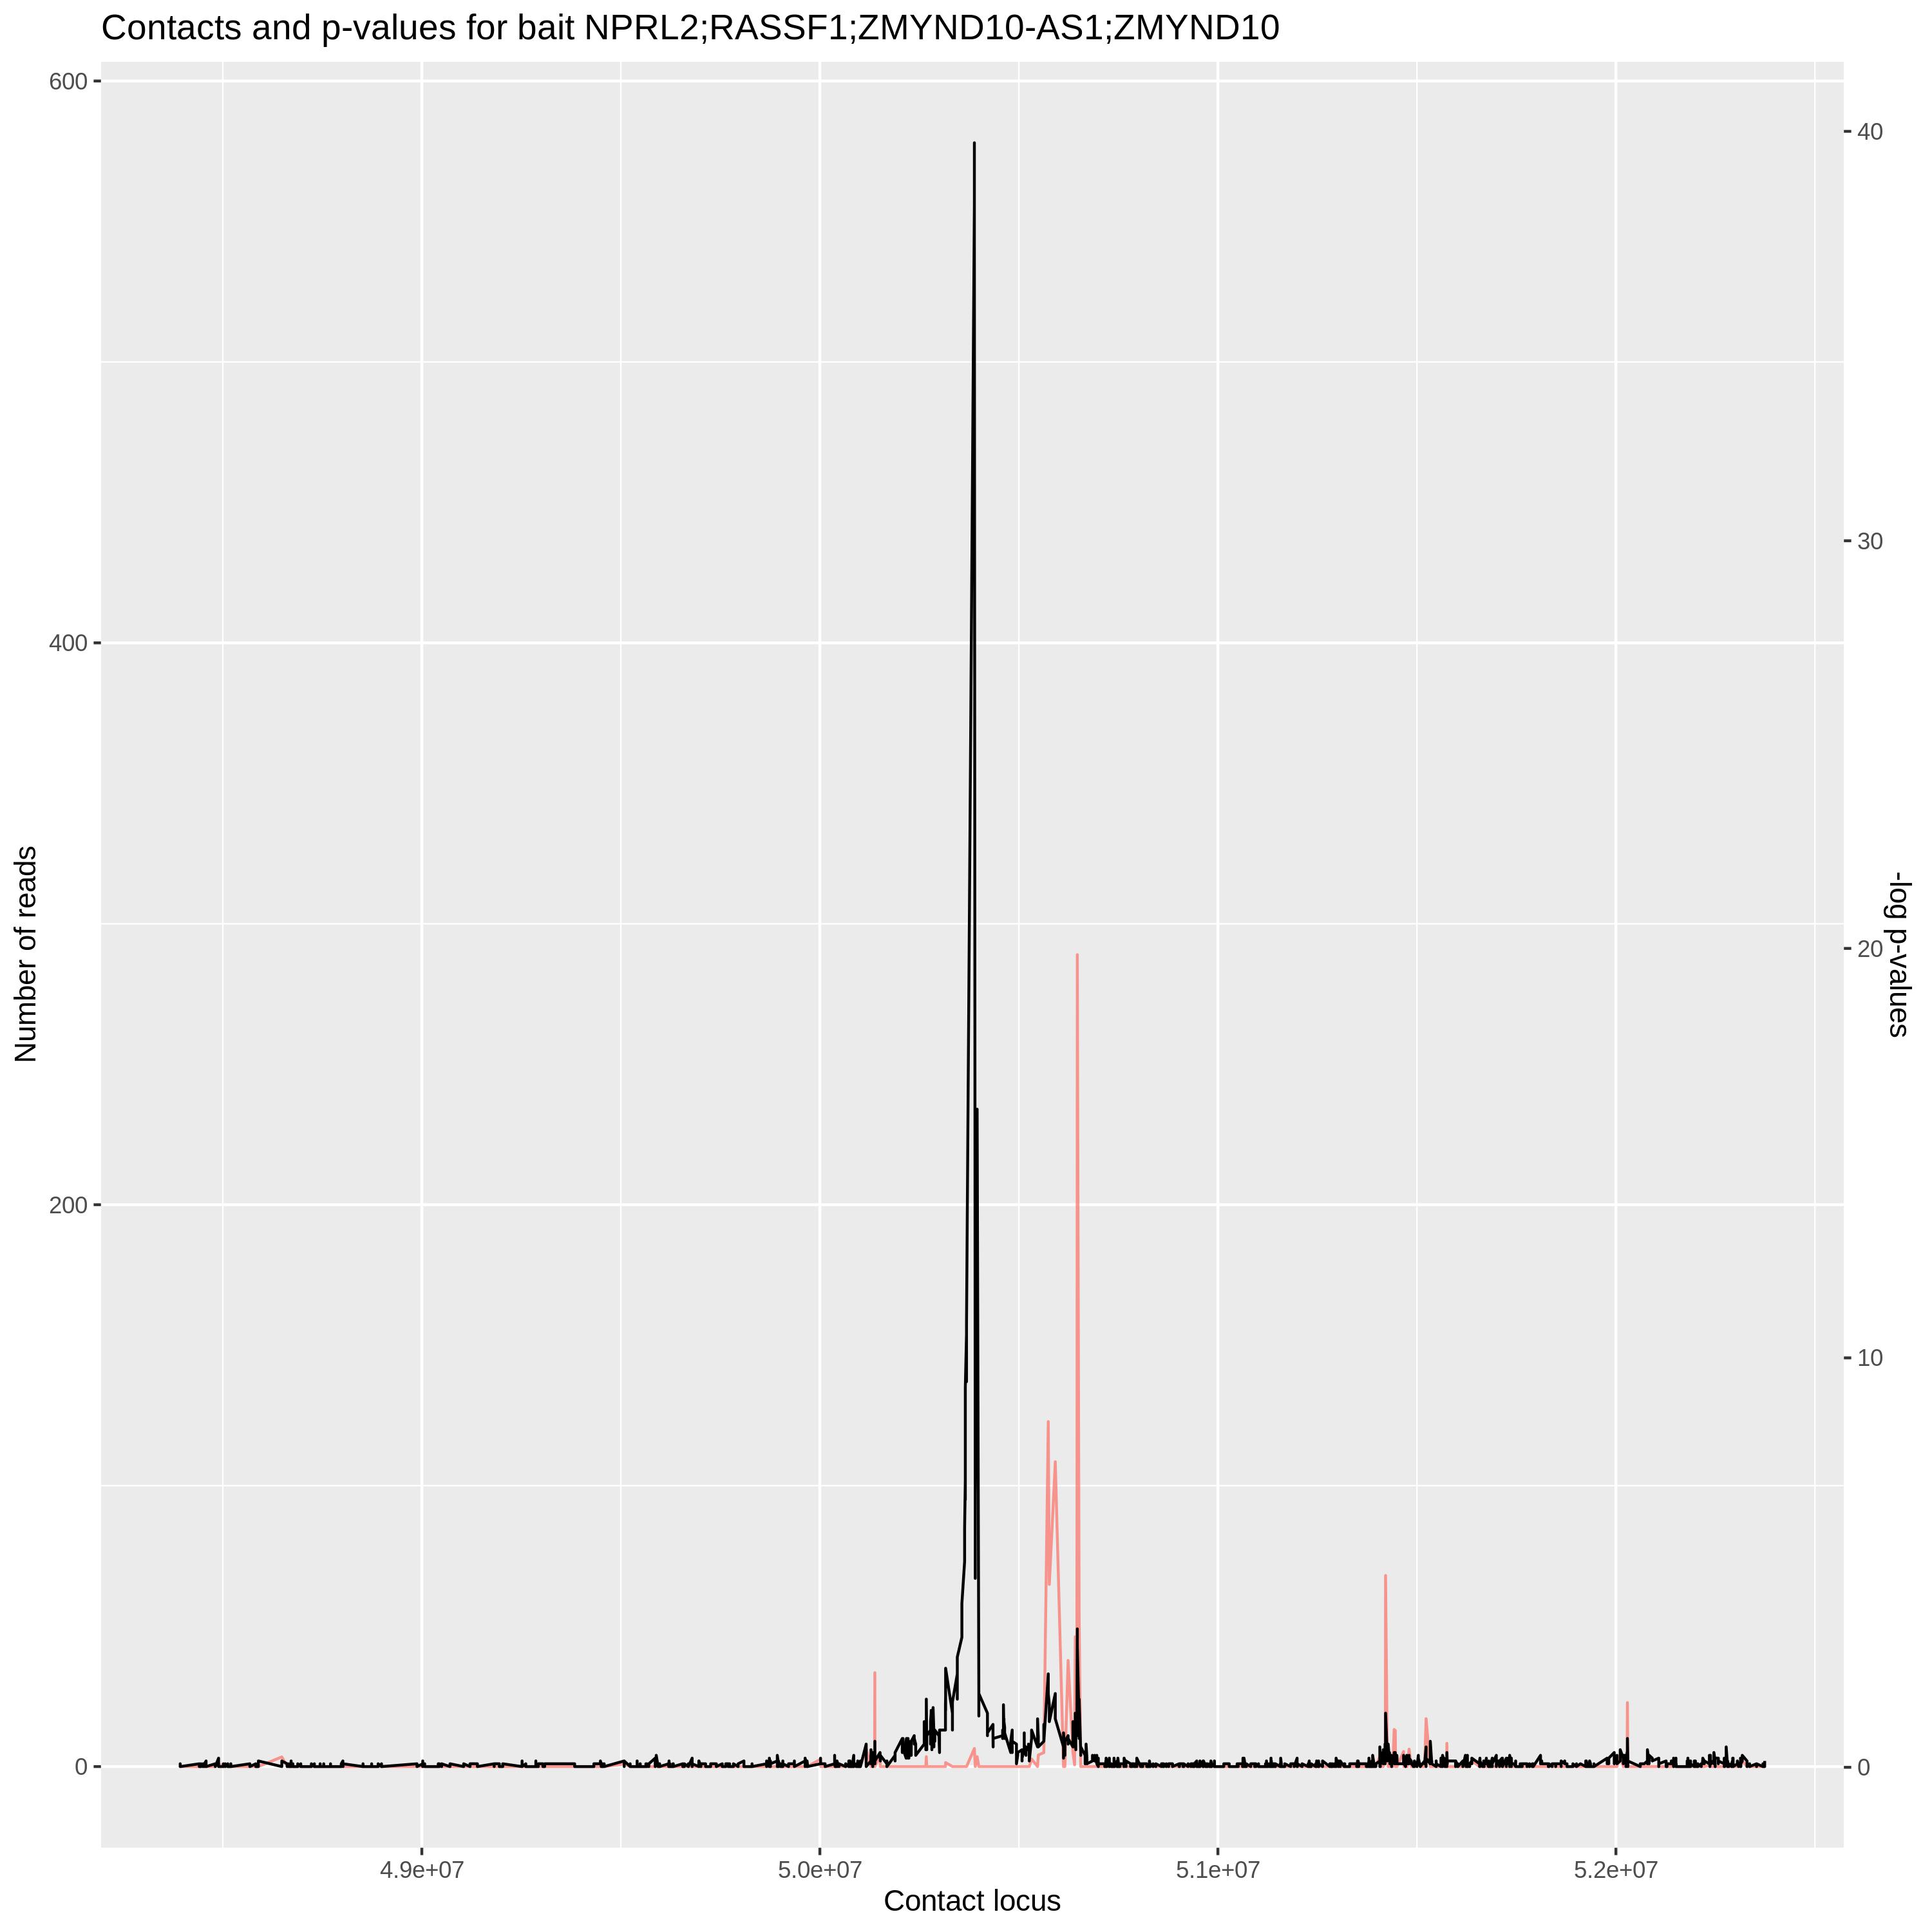 Contacts and p-values for bait NPRL2;RASSF1;ZMYND10-AS1;ZMYND10
600
400
200
0
Number of reads
40
30
20
10
0
-log p-values
4.9e+07 5.0e+07 5.1e+07 5.2e+07
Contact locus